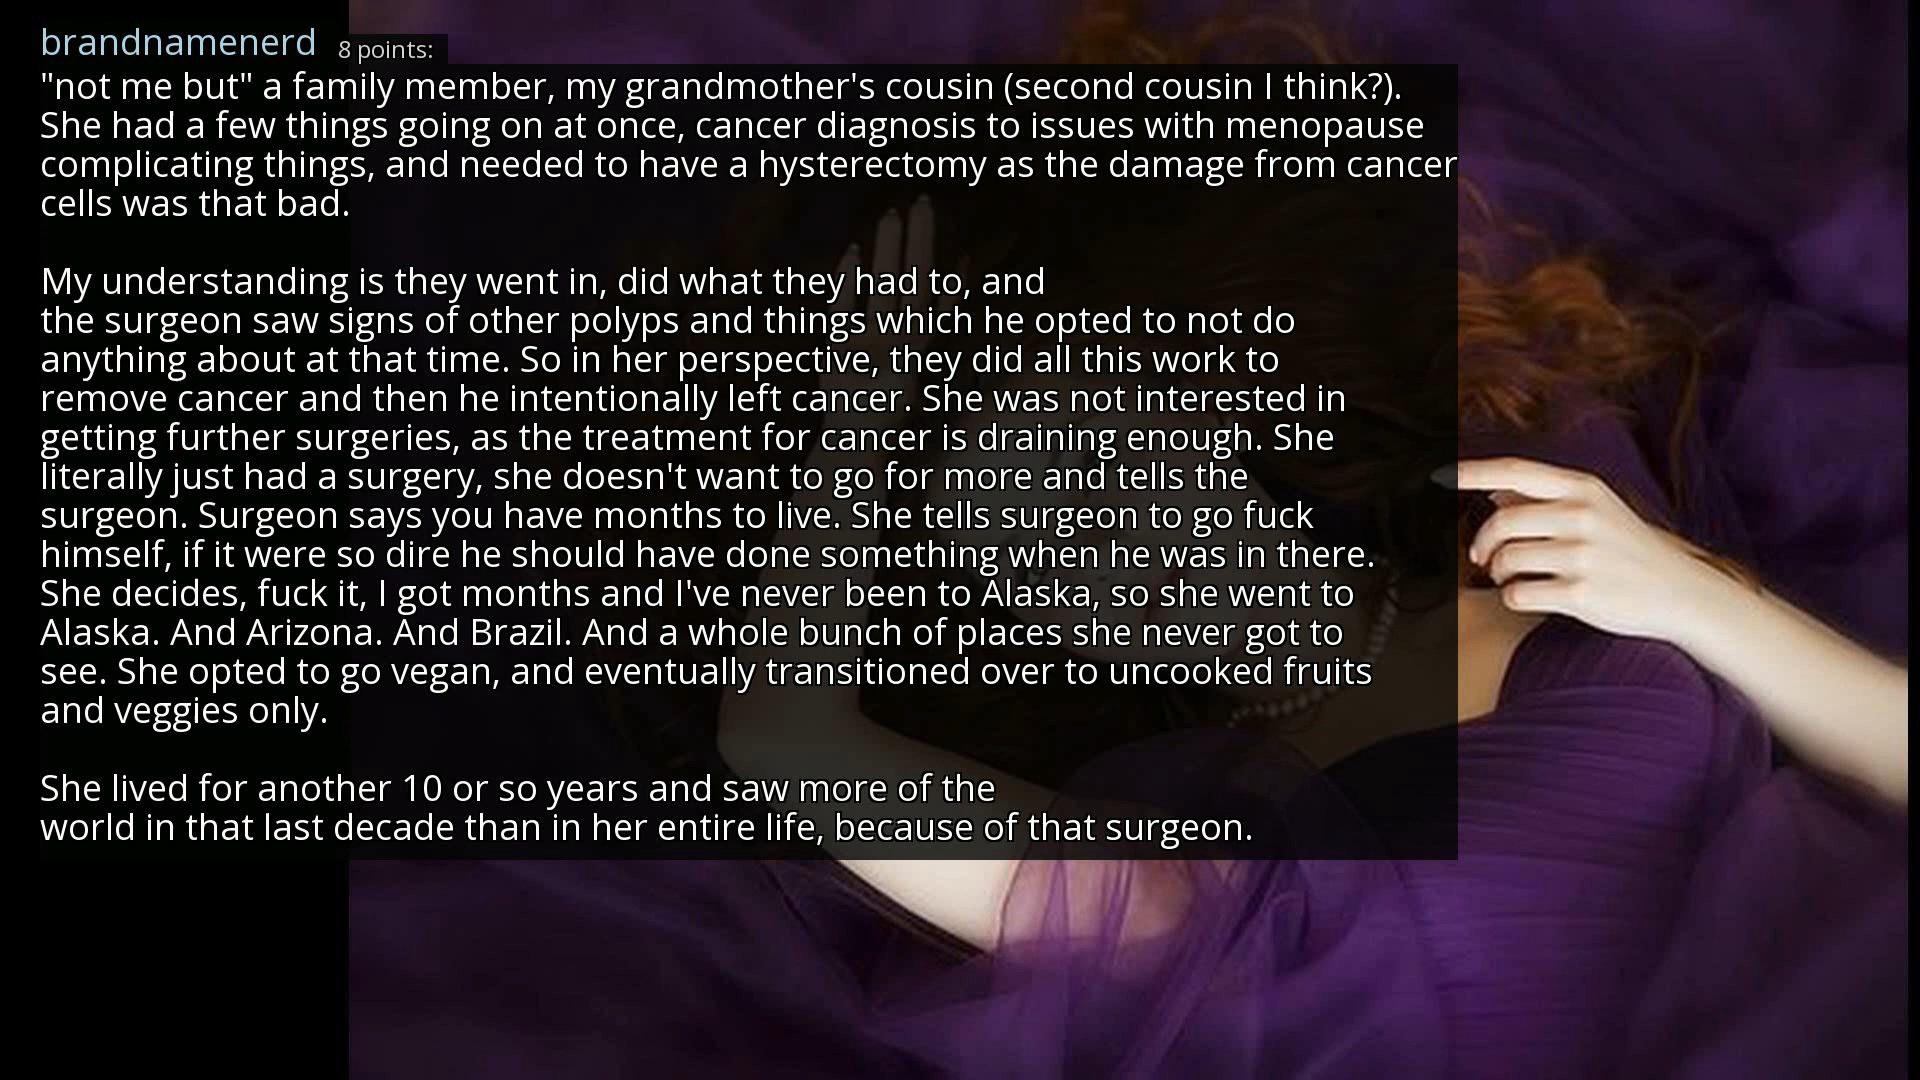 brandnamenerd 8 points:
"not me but" a family member, my grandmother's cousin (second cousin I think?).
She had a few things going on at once, cancer diagnosis to issues with menopause
complicating things, and needed to have a hysterectomy as the damage from cancer
cells was that bad.
My understanding is they went in, did what they had to, and
the surgeon saw signs of other polyps and things which he opted to not do
anything about at that time. So in her perspective, they did all this work to
remove cancer and then he intentionally left cancer. She was not interested in
getting further surgeries, as the treatment for cancer is draining enough. She
literally just had a surgery, she doesn't want to go for more and tells the
surgeon. Surgeon says you have months to live. She tells surgeon to go fuck
himself, if it were so dire he should have done something when he was in there.
She decides, fuck it, I got months and I've never been to Alaska, so she went to
Alaska. And Arizona. And Brazil. And a whole bunch of places she never got to
see. She opted to go vegan, and eventually transitioned over to uncooked fruits
and veggies only.
She lived for another 10 or so years and saw more of the
world in that last decade than in her entire life, because of that surgeon.